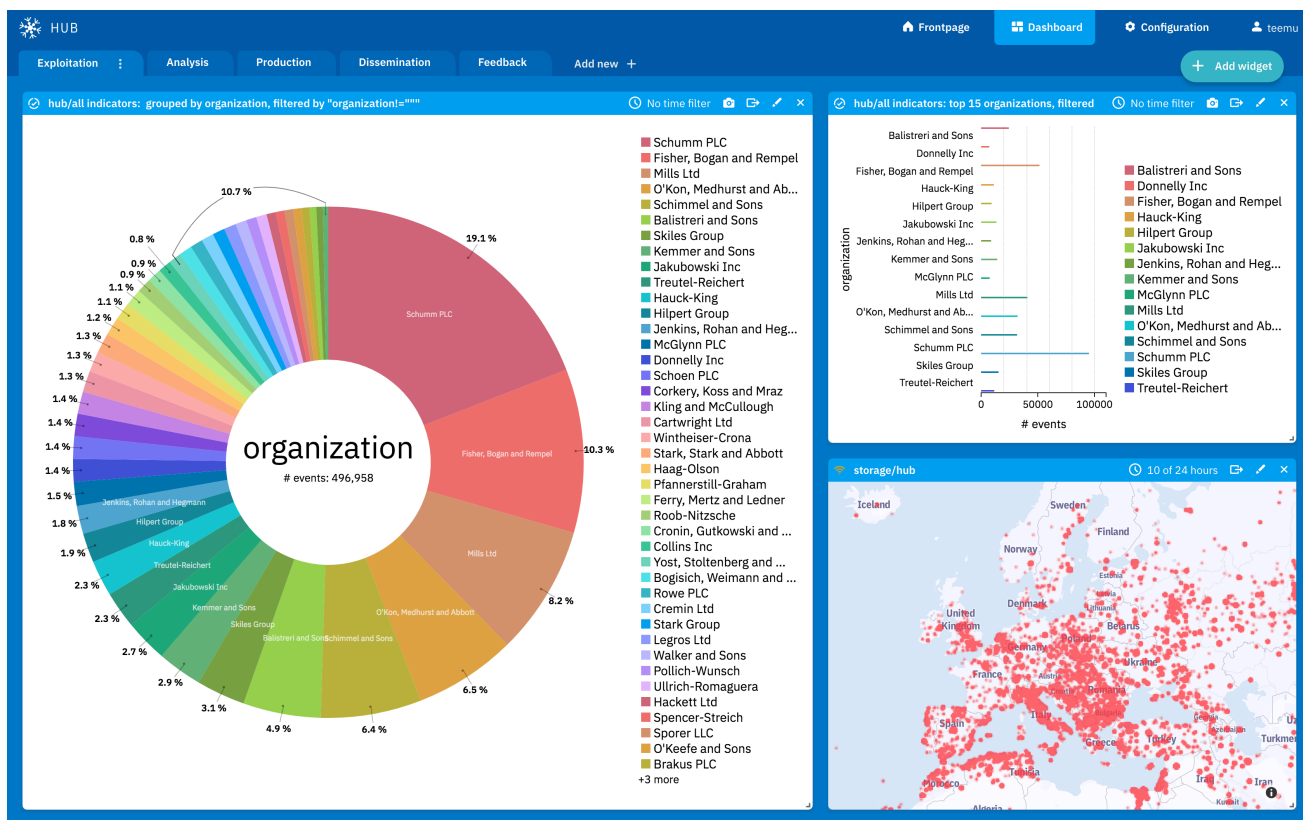 HUB
Frontpage
Dashboard
Configuration
teemu
Exploitation
Analysis
Production
Dissemination
Feedback
Add new +
+ Add widget
hub/all indicators: grouped by organization, filtered by "organization!="""
No time filter
10.7 %
0.8 %
0.9 %
0.9 %
1.1 %
1.1 %
1.2 %
1.3 %
1.3 %
1.3 %
1.4 %
1.4 %
1.4 %
1.4 %
1.5 %
1.8 %
1.9 %
2.3 %
2.3 %
2.7 %
2.9 %
3.1 %
4.9 %
6.4 %
6.5 %
8.2 %
10.3 %
19.1 %
Schumm PLC
Fisher, Bogan and Rempel
Mills Ltd
O'Kon, Medhurst and Abbott
Schimmel and Sons
Balistreri and Sons
Skiles Group
Kemmer and Sons
Jakubowski Inc
Treutel-Reichert
Hauck-King
Hilpert Group
Jenkins, Rohan and Hegmann
organization
# events: 496,958
Schumm PLC
Fisher, Bogan and Rempel
Mills Ltd
O'Kon, Medhurst and Ab...
Schimmel and Sons
Balistreri and Sons
Skiles Group
Kemmer and Sons
Jakubowski Inc
Treutel-Reichert
Hauck-King
Hilpert Group
Jenkins, Rohan and Heg...
McGlynn PLC
Donnelly Inc
Schoen PLC
Corkery, Koss and Mraz
Kling and McCullough
Cartwright Ltd
Wintheiser-Crona
Stark, Stark and Abbott
Haag-Olson
Pfannerstill-Graham
Ferry, Mertz and Ledner
Roob-Nitzsche
Cronin, Gutkowski and ...
Collins Inc
Yost, Stoltenberg and ...
Bogisich, Weimann and ...
Rowe PLC
Cremin Ltd
Stark Group
Legros Ltd
Walker and Sons
Pollich-Wunsch
Ullrich-Romaguera
Hackett Ltd
Spencer-Streich
Sporer LLC
O'Keefe and Sons
Brakus PLC
+3 more
hub/all indicators: top 15 organizations, filtered
No time filter
organization
Balistreri and Sons
Donnelly Inc
Fisher, Bogan and Rempel
Hauck-King
Hilpert Group
Jakubowski Inc
Jenkins, Rohan and Heg...
Kemmer and Sons
McGlynn PLC
Mills Ltd
O'Kon, Medhurst and Ab...
Schimmel and Sons
Schumm PLC
Skiles Group
Treutel-Reichert
0
50000
100000
# events
Balistreri and Sons
Donnelly Inc
Fisher, Bogan and Rempel
Hauck-King
Hilpert Group
Jakubowski Inc
Jenkins, Rohan and Heg...
Kemmer and Sons
McGlynn PLC
Mills Ltd
O'Kon, Medhurst and Ab...
Schimmel and Sons
Schumm PLC
Skiles Group
Treutel-Reichert
storage/hub
10 of 24 hours
Iceland
Sweden
Finland
Norway
Estonia
Latvia
Denmark
Lithuania
United
Kingdom
Belarus
Poland
Germany
Ukraine
France
Austria
Croatia
Romania
Bulgaria
Italy
Spain
Georgia
Azerbaijan
Greece
Turkey
Turkmen
Tunisia
Morocco
Iraq
Iran
Kuwait
Algeria